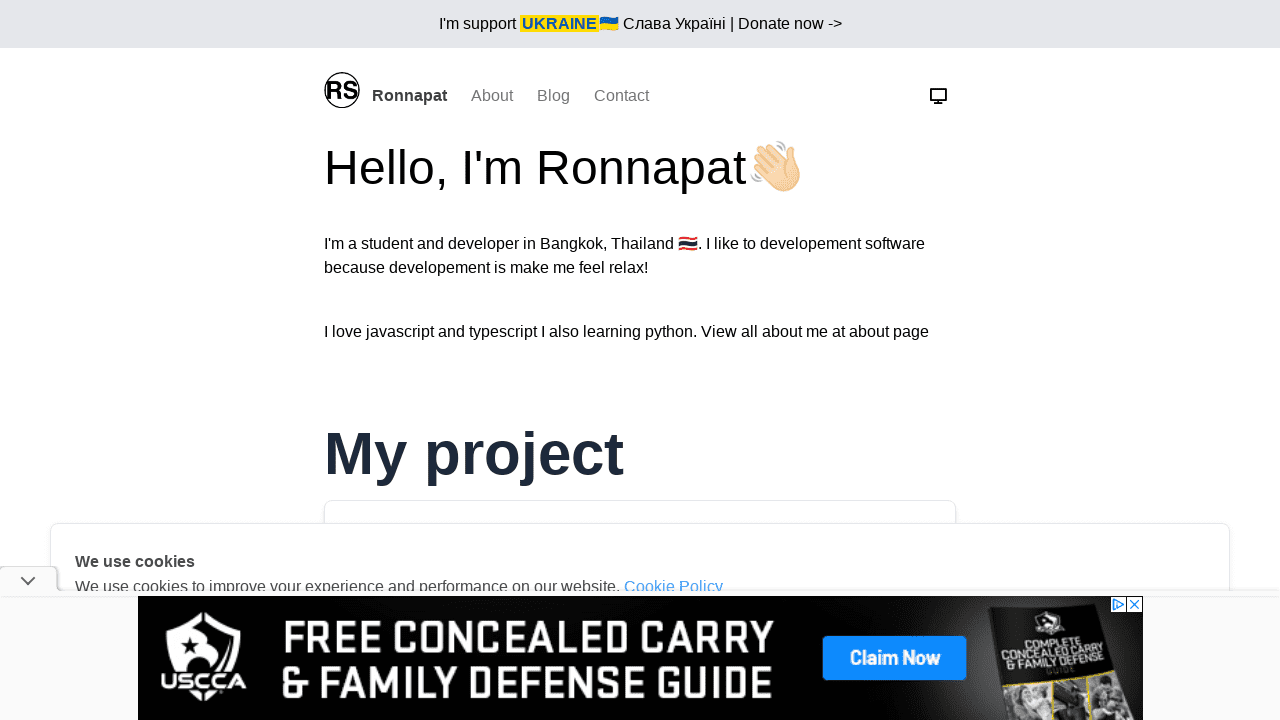 I'm support UKRAINE🇺🇦 Слава Україні | Donate now ->
RS Ronnapat About Blog Contact
Hello, I'm Ronnapat👋🏻
I'm a student and developer in Bangkok, Thailand 🇹🇭. I like to developement software
because developement is make me feel relax!
I love javascript and typescript I also learning python. View all about me at about page
My project
We use cookies
We use cookies to improve your experience and performance on our website. Cookie Policy
USCCA
FREE CONCEALED CARRY
& FAMILY DEFENSE GUIDE
Claim Now
COMPLETE
CONCEALED CARRY
& FAMILY DEFENSE
GUIDE